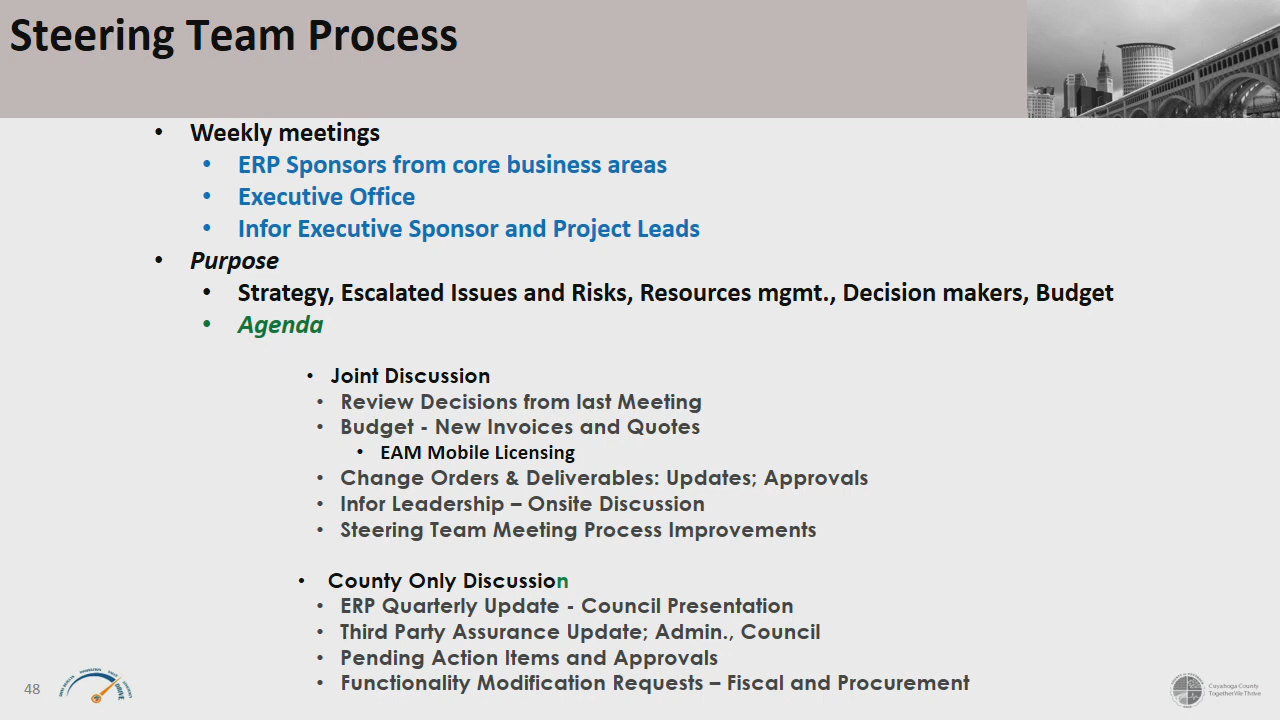 Steering Team Process
• Weekly meetings
• ERP Sponsors from core business areas
• Executive Office
• Infor Executive Sponsor and Project Leads
• Purpose
• Strategy, Escalated Issues and Risks, Resources mgmt., Decision makers, Budget
• Agenda
• Joint Discussion
• Review Decisions from last Meeting
• Budget - New Invoices and Quotes
• EAM Mobile Licensing
• Change Orders & Deliverables: Updates; Approvals
• Infor Leadership – Onsite Discussion
• Steering Team Meeting Process Improvements
• County Only Discussion
• ERP Quarterly Update - Council Presentation
• Third Party Assurance Update; Admin., Council
• Pending Action Items and Approvals
• Functionality Modification Requests – Fiscal and Procurement
48
DRIVE
Cuyahoga County
Together We Thrive